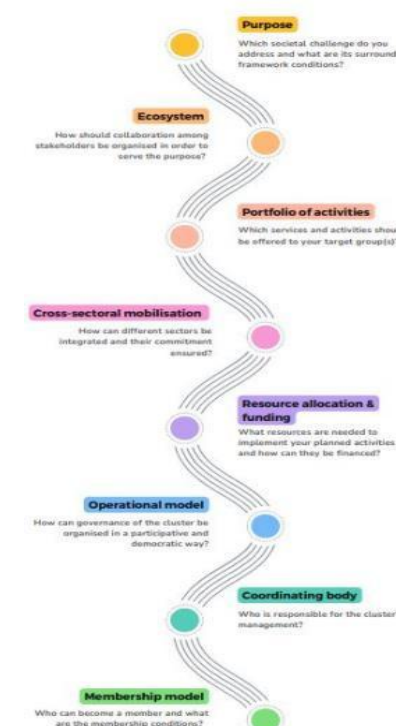 Purpose
Which societal challenge do you
address and what are its surround
framework conditions?
Ecosystem
How should collaboration among
stakeholders be organised in order to
serve the purpose?
Portfolio of activities
Which services and activities shou
be offered to your target group(s)?
Cross-sectoral mobilisation
How can different sectors be
integrated and their commitment
ensured?
Resource allocation &
funding
What resources are needed to
implement your planned activities
and how can they be financed?
Operational model
How can governance of the cluster be
organised in a participative and
democratic way?
Coordinating body
Who is responsible for the cluster
management?
Membership model
Who can become a member and what
are the membership conditions?